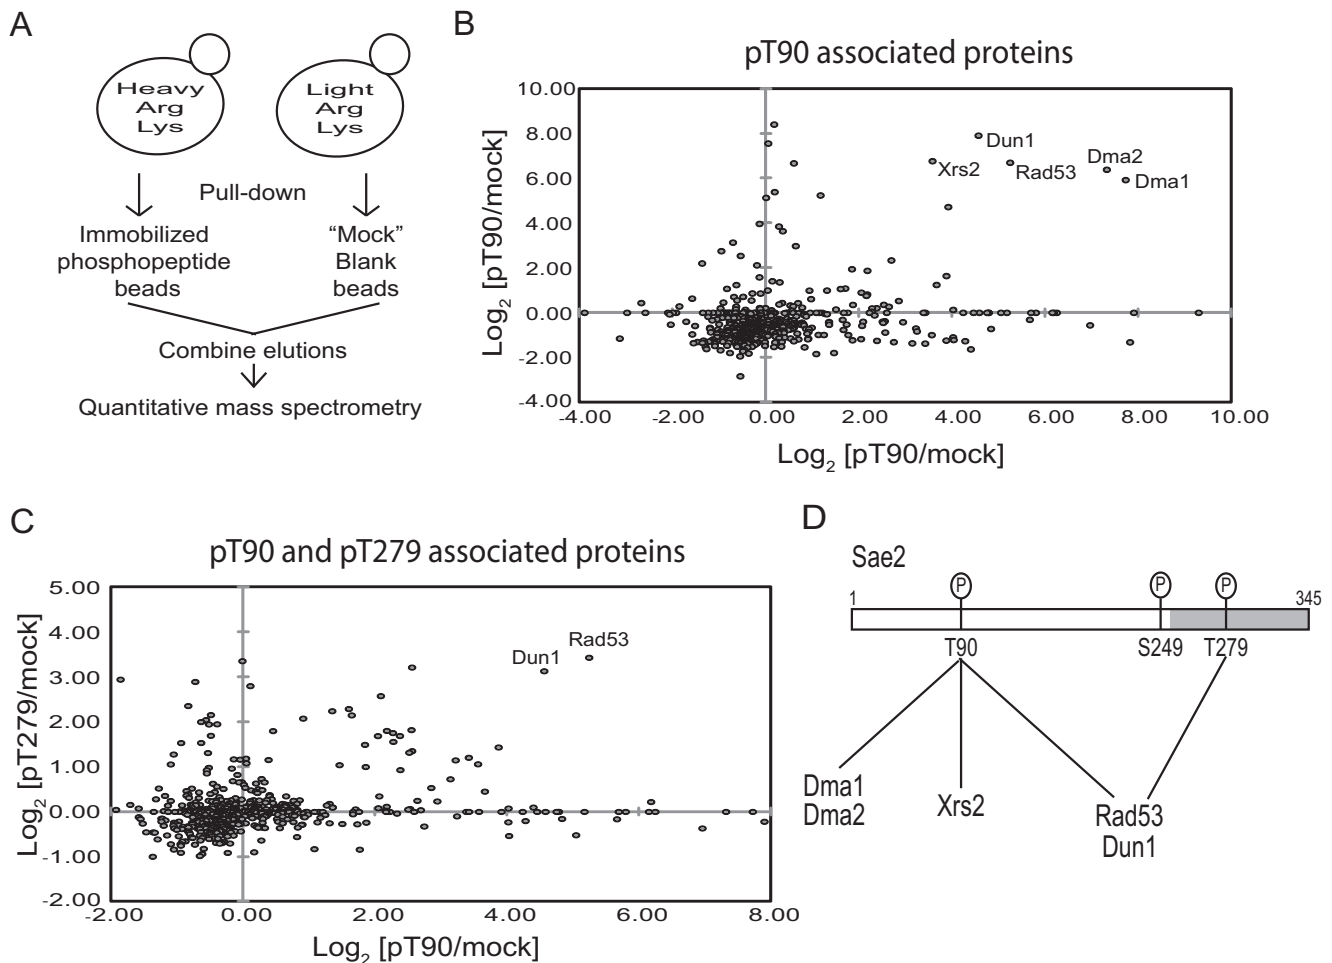 A
Heavy
Arg
Lys
Light
Arg
Lys
Pull-down
Immobilized
phosphopeptide
beads
“Mock”
Blank
beads
Combine elutions
Quantitative mass spectrometry
B
pT90 associated proteins
Log2 [pT90/mock]
10.00
8.00
6.00
4.00
2.00
0.00
-2.00
-4.00
Dun1
Xrs2
Rad53
Dma2
Dma1
-4.00 -2.00 0.00 2.00 4.00 6.00 8.00 10.00
Log2 [pT90/mock]
C
pT90 and pT279 associated proteins
Log2 [pT279/mock]
5.00
4.00
3.00
2.00
1.00
0.00
-1.00
-2.00
Rad53
Dun1
-2.00 0.00 2.00 4.00 6.00 8.00
Log2 [pT90/mock]
D
Sae2
P P P
1 345
T90 S249 T279
Dma1
Dma2
Xrs2
Rad53
Dun1